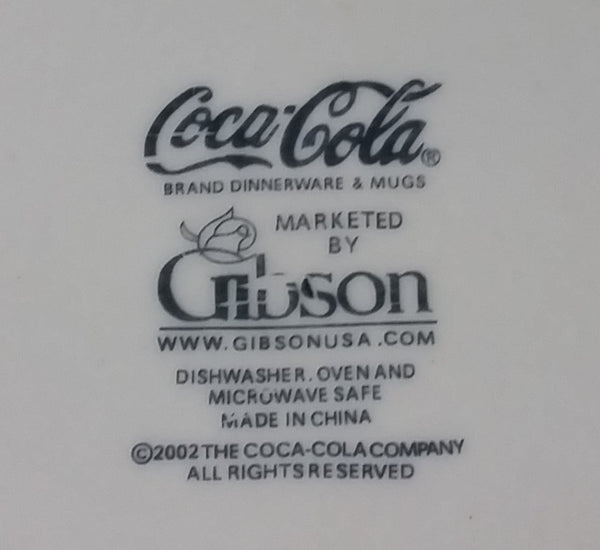 Coca-Cola®
BRAND DINNERWARE & MUGS
MARKETED
BY
Gibson
WWW.GIBSONUSA.COM
DISHWASHER. OVEN AND
MICROWAVE SAFE
MADE IN CHINA
©2002 THE COCA-COLA COMPANY
ALL RIGHTS RESERVED